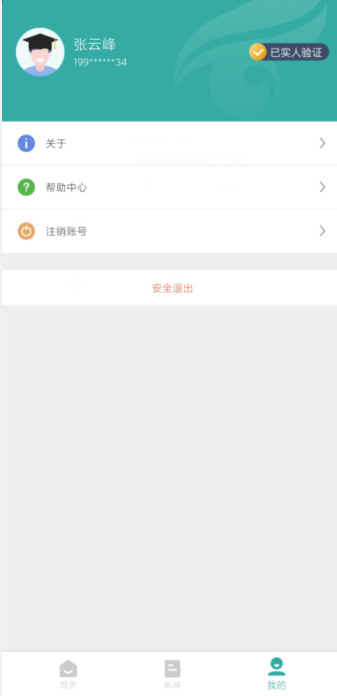 张云峰
199******34
已实人验证
关于
帮助中心
注销账号
安全退出
首页
新闻
我的